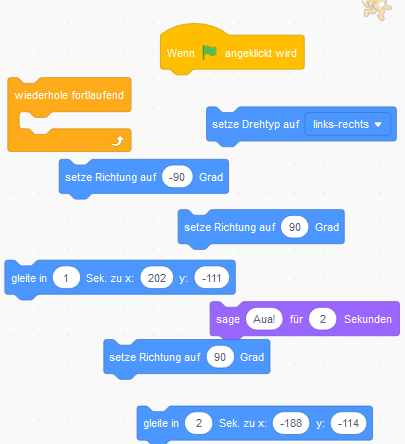 Wenn angeklickt wird
wiederhole fortlaufend
setze Drehtyp auf links-rechts
setze Richtung auf -90 Grad
setze Richtung auf 90 Grad
gleite in 1 Sek. zu x: 202 y: -111
sage Aua! für 2 Sekunden
setze Richtung auf 90 Grad
gleite in 2 Sek. zu x: -188 y: -114